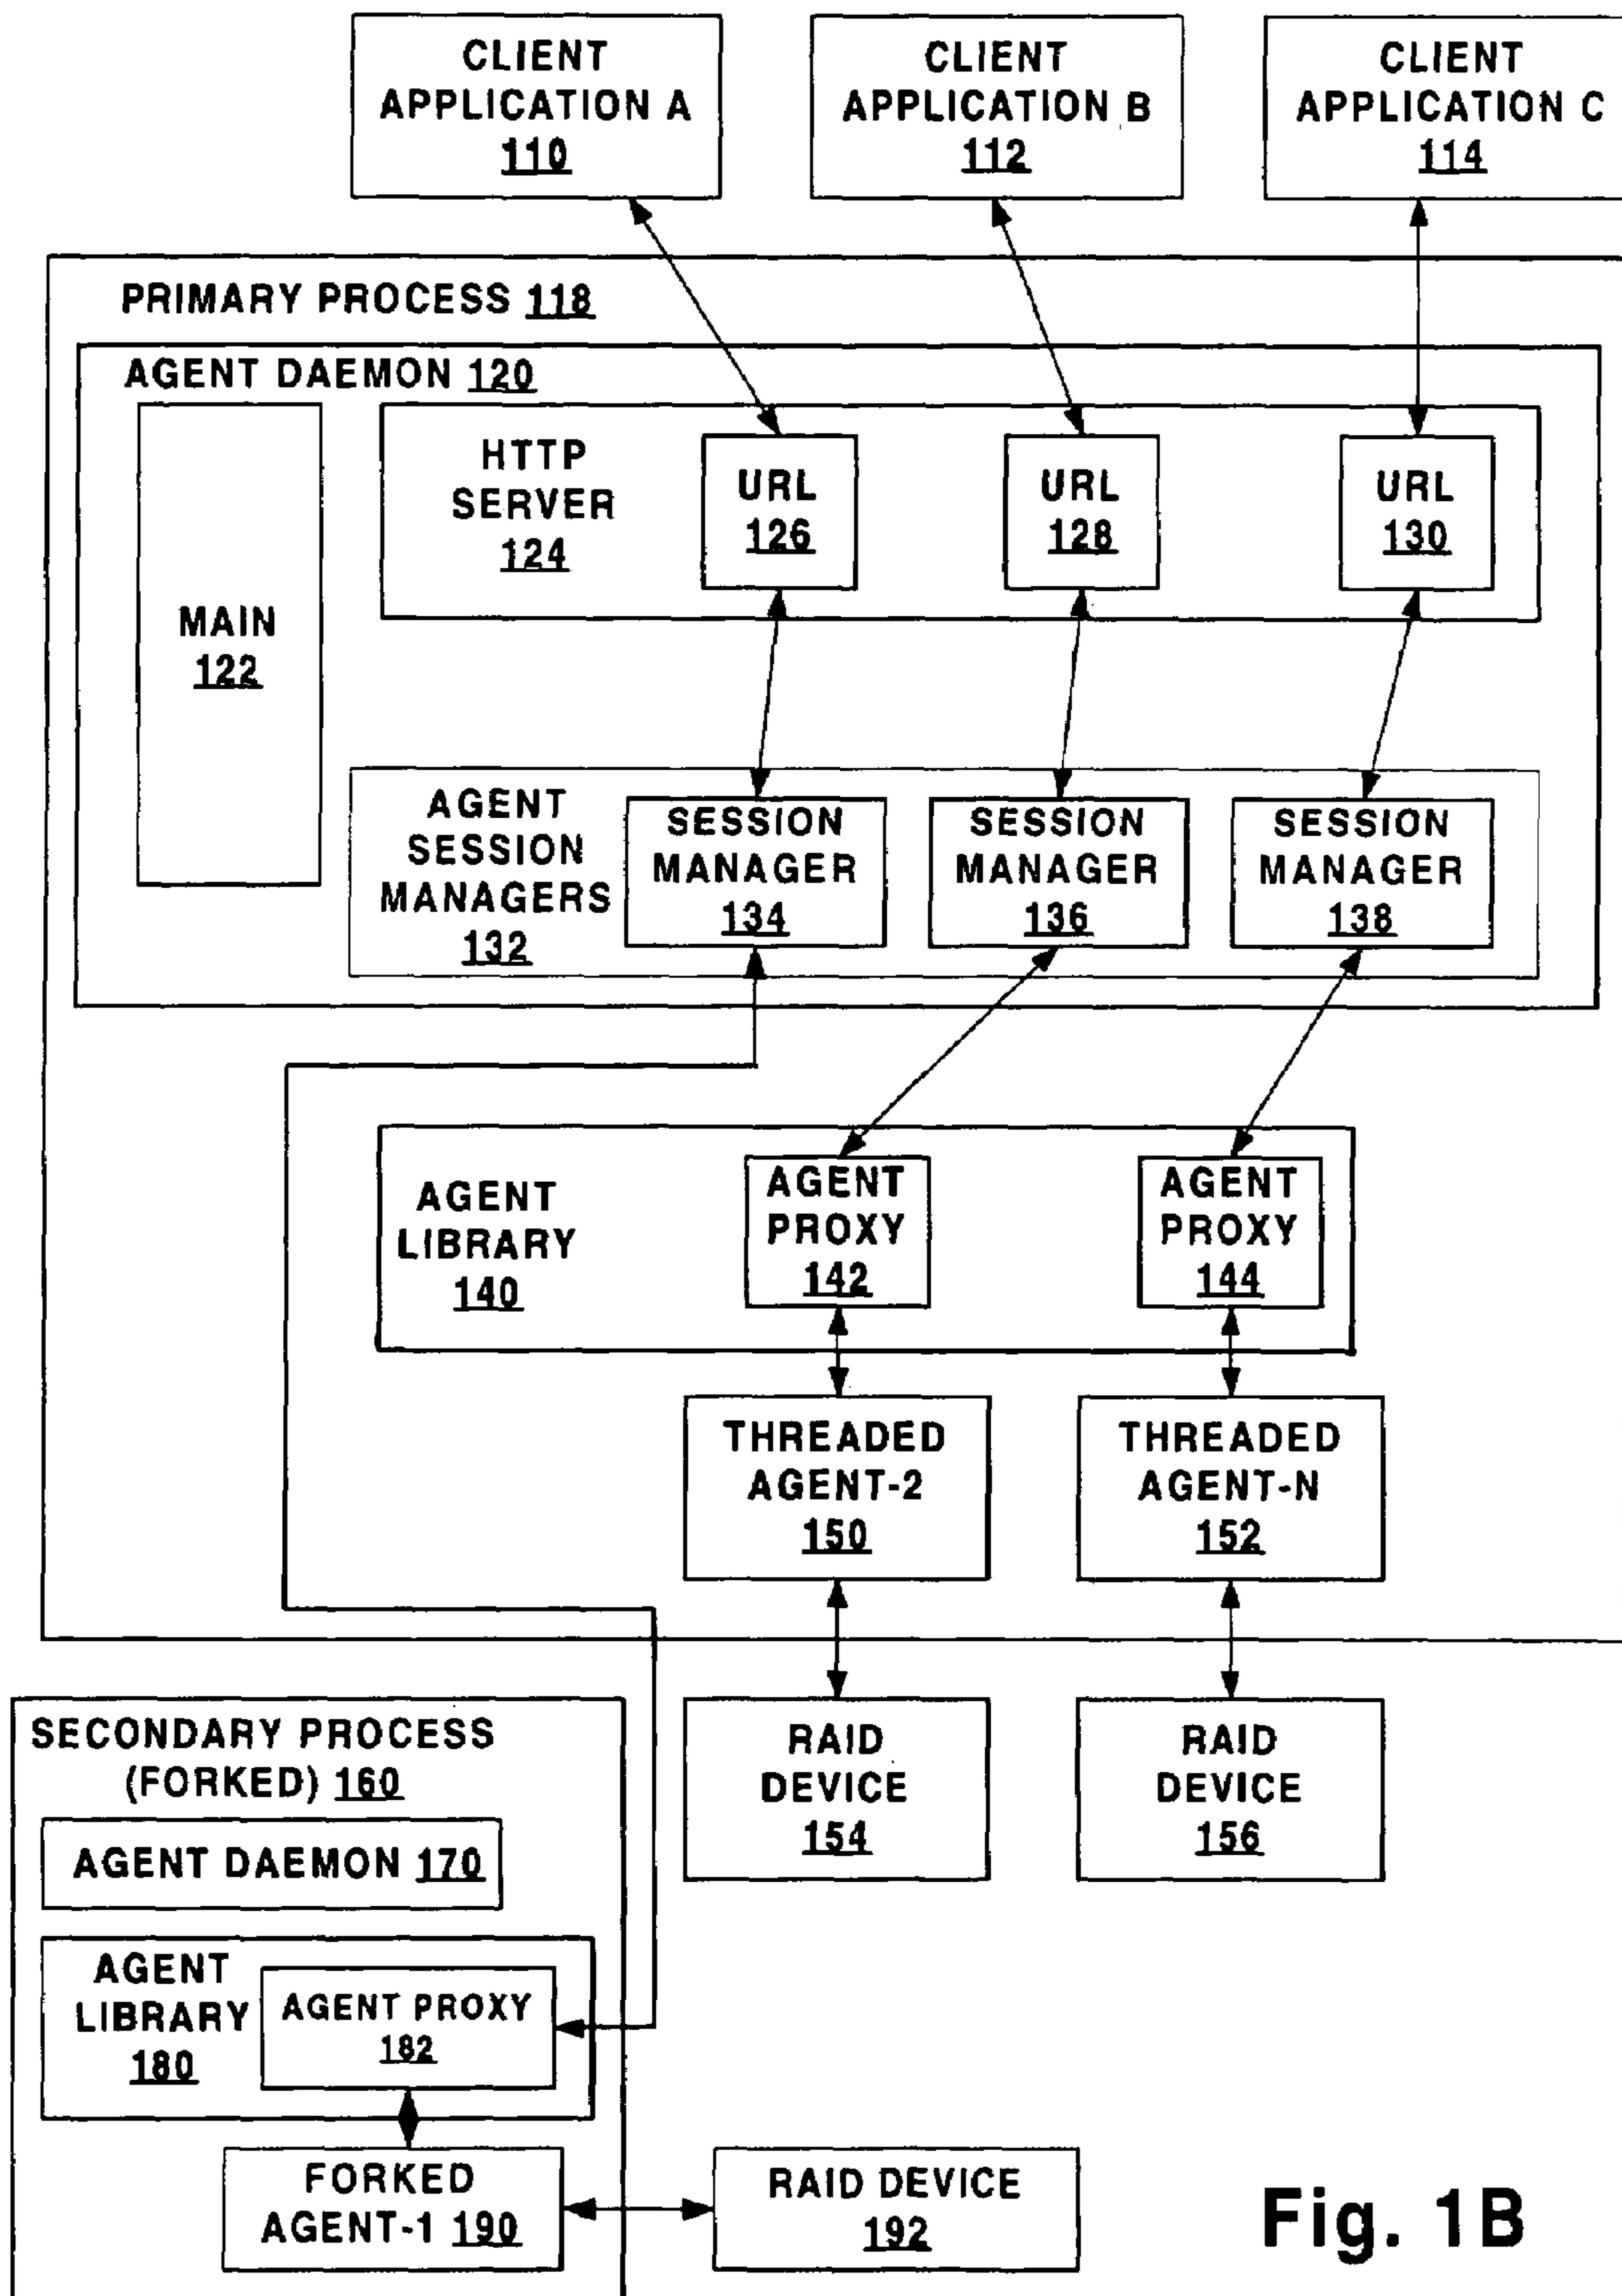 CLIENT
APPLICATION A
110
CLIENT
APPLICATION B
112
CLIENT
APPLICATION C
114
PRIMARY PROCESS 118
AGENT DAEMON 120
MAIN
122
HTTP
SERVER
124
URL
126
URL
128
URL
130
AGENT
SESSION
MANAGERS
132
SESSION
MANAGER
134
SESSION
MANAGER
136
SESSION
MANAGER
138
AGENT
LIBRARY
140
AGENT
PROXY
142
AGENT
PROXY
144
THREADED
AGENT-2
150
THREADED
AGENT-N
152
RAID
DEVICE
154
RAID
DEVICE
156
SECONDARY PROCESS
(FORKED) 160
AGENT DAEMON 170
AGENT
LIBRARY
180
AGENT PROXY
182
FORKED
AGENT-1 190
RAID DEVICE
192
Fig. 1B